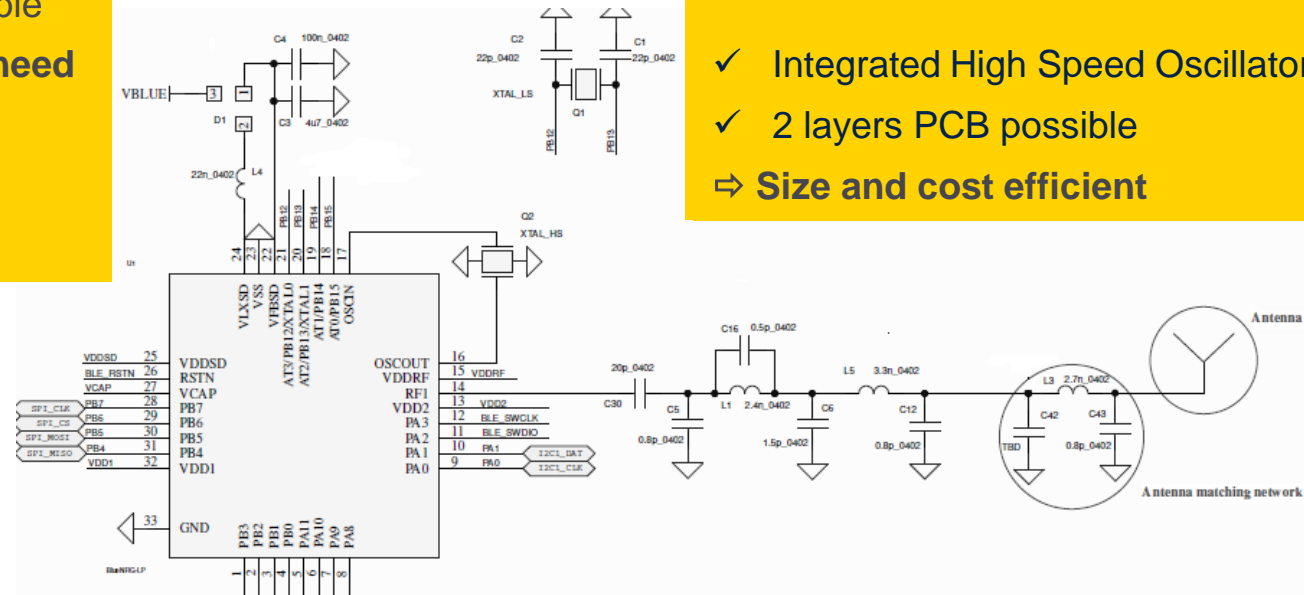 ble
need
✓ Integrated High Speed Oscillator
✓ 2 layers PCB possible
⇨ Size and cost efficient
C4 100n_0402
C3 4u7_0402
VBLUE
3
1
2
D1
22n_0402
L4
C2
22p_0402
C1
22p_0402
XTAL_LS
Q1
PB12
PB13
PB12
PB13
PB14
PB15
24
23
22
21
20
19
18
17
Q2
XTAL_HS
U1
VLXSD
VSS
VFBSD
AT3/PB12/XTAL0
AT2/PB13/XTAL1
AT1/PB14
AT0/PB15
OSCIN
VDDSD 25 VDDSD
BLE_RSTN 26 RSTN
VCAP 27 VCAP
SPI_CLK PB7 28 PB7
SPI_CS PB6 29 PB6
SPI_MOSI PB5 30 PB5
SPI_MISO PB4 31 PB4
VDD1 32 VDD1
33 GND
OSCOUT 16
VDDRF 15 VDDRF
RF1 14
VDD2 13 VDD2
PA3 12 BLE_SWCLK
PA2 11 BLE_SWDIO
PA1 10 PA1 I2C1_DAT
PA0 9 PA0 I2C1_CLK
PB3
PB2
PB1
PB0
PA11
PA10
PA9
PA8
1
2
3
4
5
6
7
8
BlueNRG-LP
20p_0402
C30
C5
0.8p_0402
C16 0.5p_0402
L1 2.4n_0402
C6
1.5p_0402
L5 3.3n_0402
C12
0.8p_0402
L3 2.7n_0402
C42
TBD
C43
0.8p_0402
Antenna
Antenna matching network